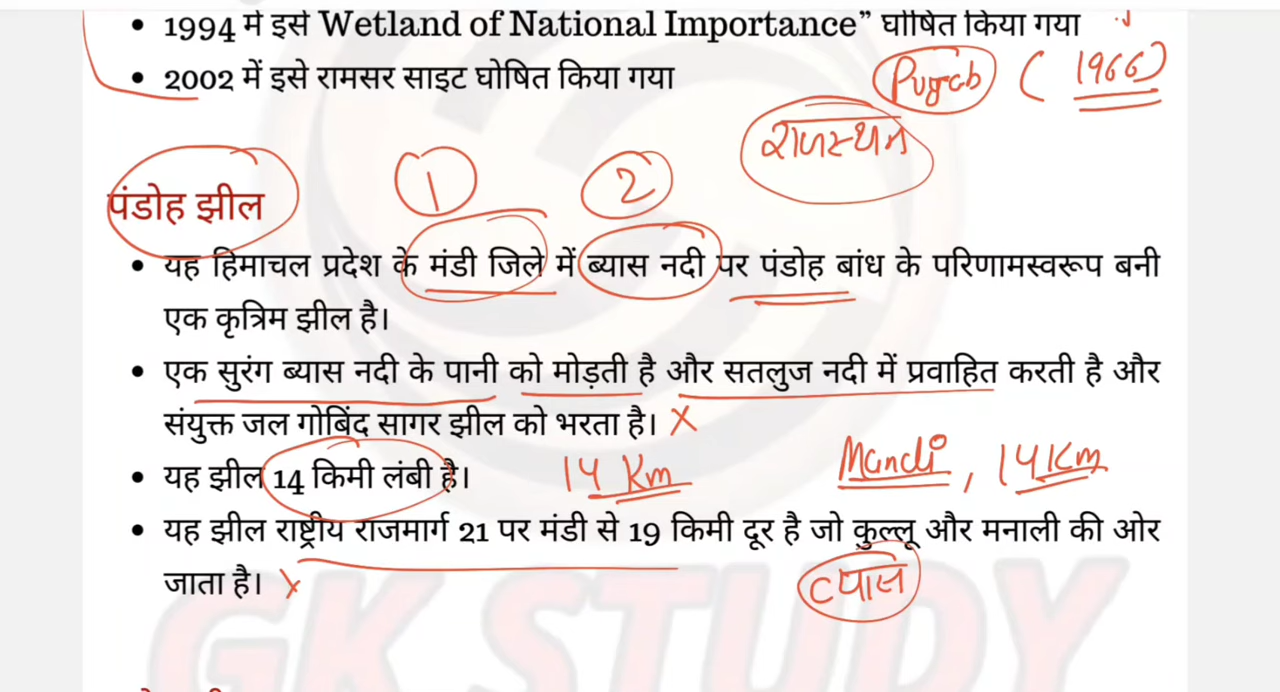 • 1994 में इसे Wetland of National Importance” घोषित किया गया
• 2002 में इसे रामसर साइट घोषित किया गया
Punjab ( 1966)
राजस्थान
1 2
पंडोह झील
• यह हिमाचल प्रदेश के मंडी जिले में ब्यास नदी पर पंडोह बांध के परिणामस्वरूप बनी
एक कृत्रिम झील है।
• एक सुरंग ब्यास नदी के पानी को मोड़ती है और सतलुज नदी में प्रवाहित करती है और
संयुक्त जल गोबिंद सागर झील को भरता है। X
• यह झील 14 किमी लंबी है। 14 Km Mandi, 14 Km
• यह झील राष्ट्रीय राजमार्ग 21 पर मंडी से 19 किमी दूर है जो कुल्लू और मनाली की ओर
जाता है। X
GK STUDY